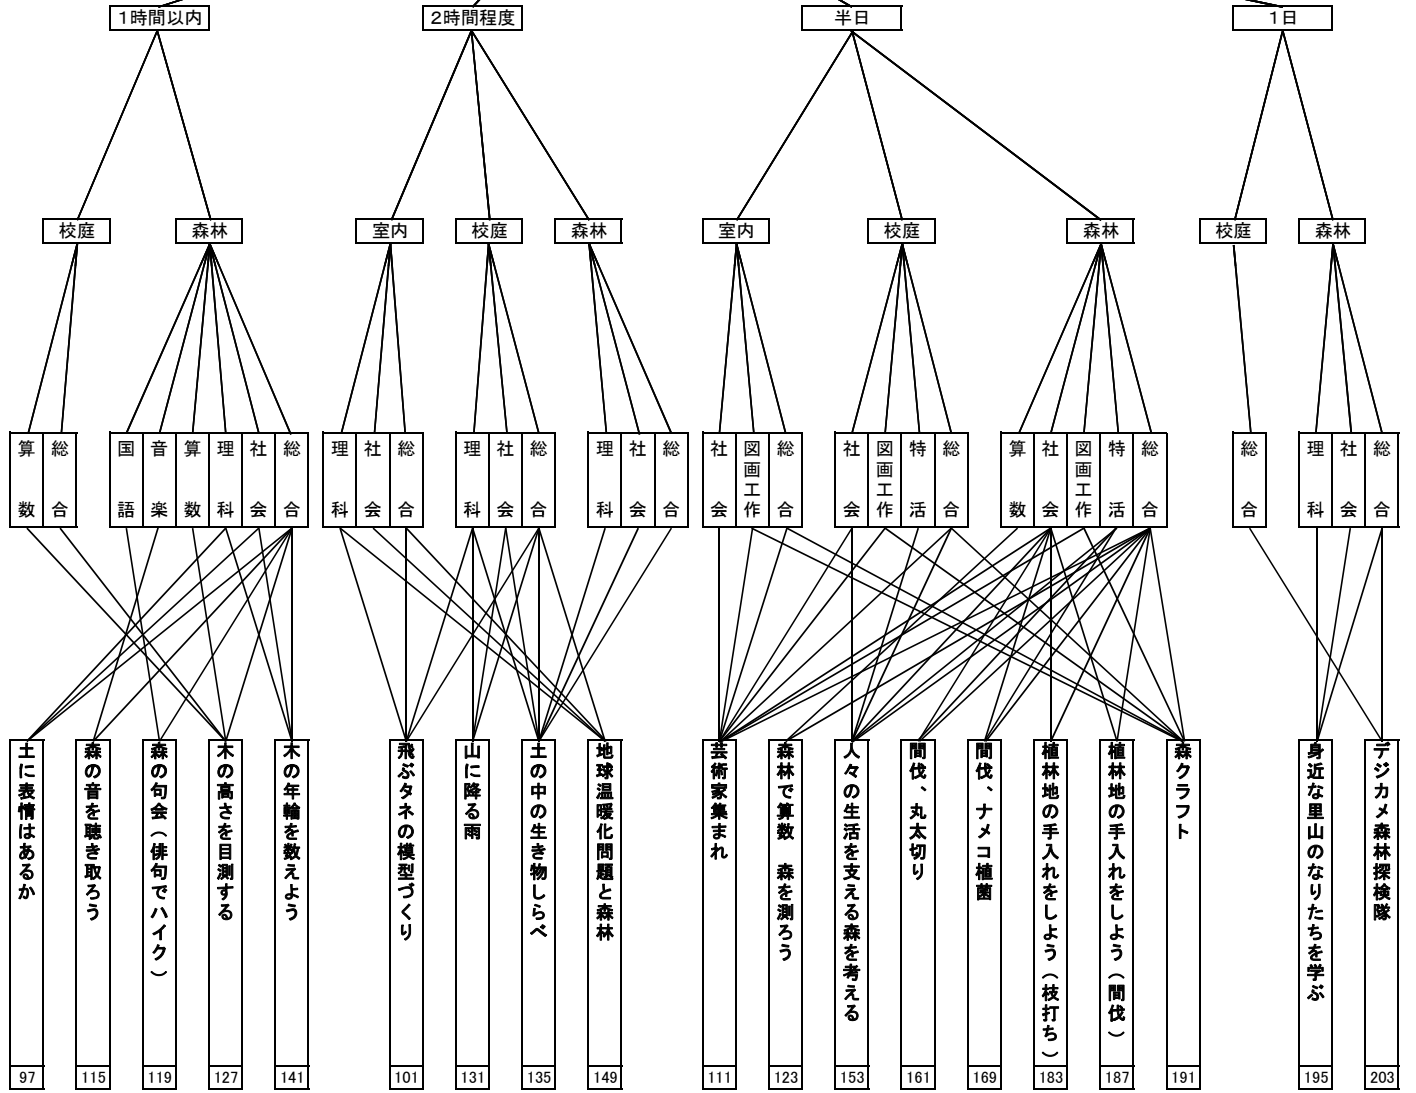 1時間以内
2時間程度
半日
1日
校庭
森林
室内
校庭
森林
室内
校庭
森林
校庭
森林
算数
総合
国語
音楽
算数
理科
社会
総合
理科
社会
総合
理科
社会
総合
理科
社会
総合
社会
図画工作
総合
社会
図画工作
特活
総合
算数
社会
図画工作
特活
総合
総合
理科
社会
総合
土に表情はあるか
森の音を聴き取ろう
森の句会(俳句でハイク)
木の高さを目測する
木の年輪を数えよう
飛ぶタネの模型づくり
山に降る雨
土の中の生き物しらべ
地球温暖化問題と森林
芸術家集まれ
森林で算数 森を測ろう
人々の生活を支える森を考える
間伐、丸太切り
間伐、ナメコ植菌
植林地の手入れをしよう(枝打ち)
植林地の手入れをしよう(間伐)
森クラフト
身近な里山のなりたちを学ぶ
デジカメ森林探検隊
97
115
119
127
141
101
131
135
149
111
123
153
161
169
183
187
191
195
203